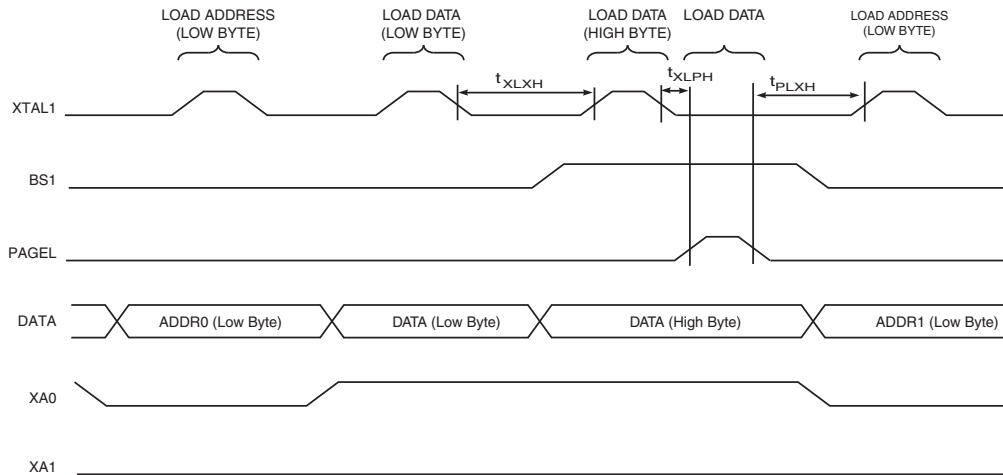 LOAD ADDRESS
(LOW BYTE)
LOAD DATA
(LOW BYTE)
LOAD DATA
(HIGH BYTE)
LOAD DATA
LOAD ADDRESS
(LOW BYTE)
XTAL1
tXLXH
tXLPH
tPLXH
BS1
PAGEL
DATA
ADDR0 (Low Byte)
DATA (Low Byte)
DATA (High Byte)
ADDR1 (Low Byte)
XA0
XA1